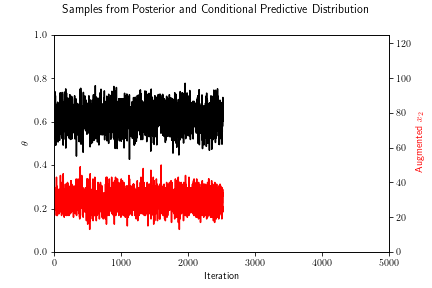 Samples from Posterior and Conditional Predictive Distribution
1.0
0.8
0.6
0.4
0.2
0.0
θ
120
100
80
60
40
20
0
Augmented x₂
0 1000 2000 3000 4000 5000
Iteration